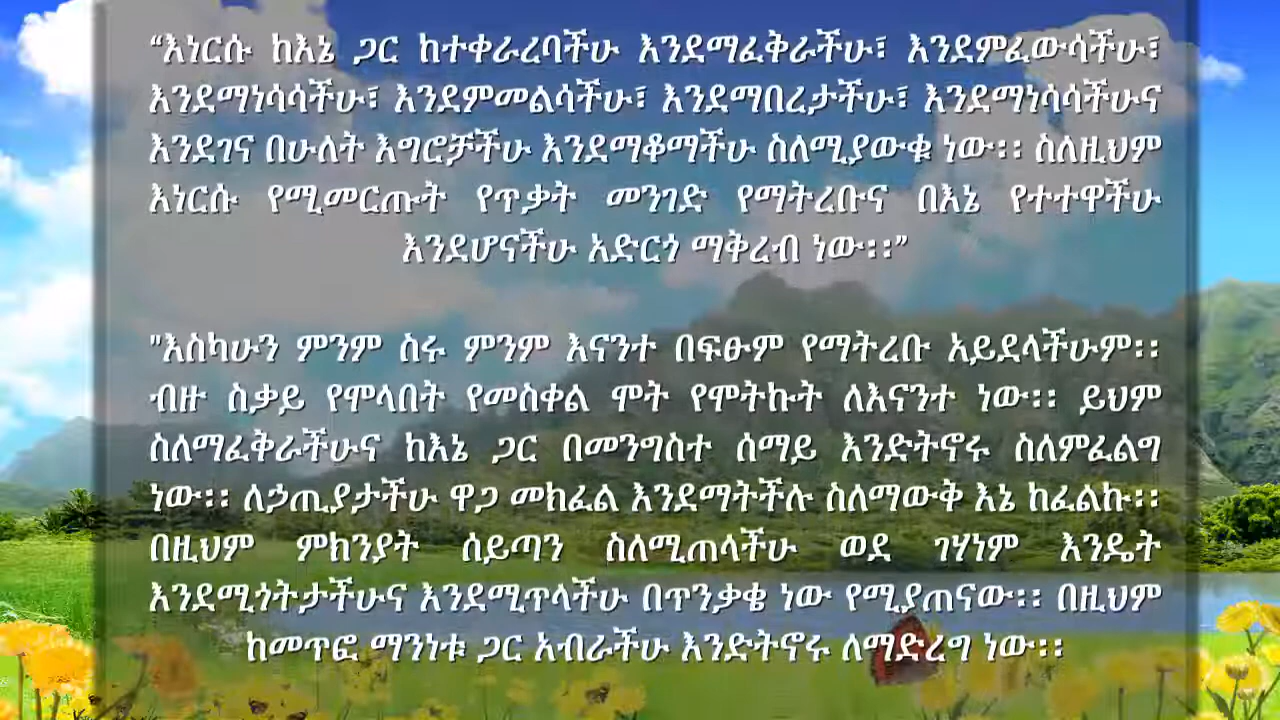 “እነርሱ ከእኔ ጋር ከተቀራረባችሁ እንደማፈቅራችሁ፣ እንደምፈውሳችሁ፣
እንደማነሳሳችሁ፣ እንደምመልሳችሁ፣ እንደማበረታችሁ፣ እንደማነሳሳችሁና
እንደገና በሁለት እግሮቻችሁ እንደማቆማችሁ ስለሚያውቁ ነው፡፡ ስለዚህም
እነርሱ የሚመርጡት የጥቃት መንገድ የማትረቡና በእኔ የተተዋችሁ
እንደሆናችሁ አድርጎ ማቅረብ ነው፡፡”
"እስካሁን ምንም ስሩ ምንም እናንተ በፍፁም የማትረቡ አይደላችሁም፡፡
ብዙ ስቃይ የሞላበት የመስቀል ሞት የሞትኩት ለእናንተ ነው፡፡ ይህም
ስለማፈቅራችሁና ከእኔ ጋር በመንግስተ ሰማይ እንድትኖሩ ስለምፈልግ
ነው፡፡ ለኃጢያታችሁ ዋጋ መክፈል እንደማትችሉ ስለማውቅ እኔ ከፈልኩ፡፡
በዚህም ምክንያት ሰይጣን ስለሚጠላችሁ ወደ ገሃነም እንዴት
እንደሚጎትታችሁና እንደሚጥላችሁ በጥንቃቄ ነው የሚያጠናው፡፡ በዚህም
ከመጥፎ ማንነቱ ጋር አብራችሁ እንድትኖሩ ለማድረግ ነው፡፡